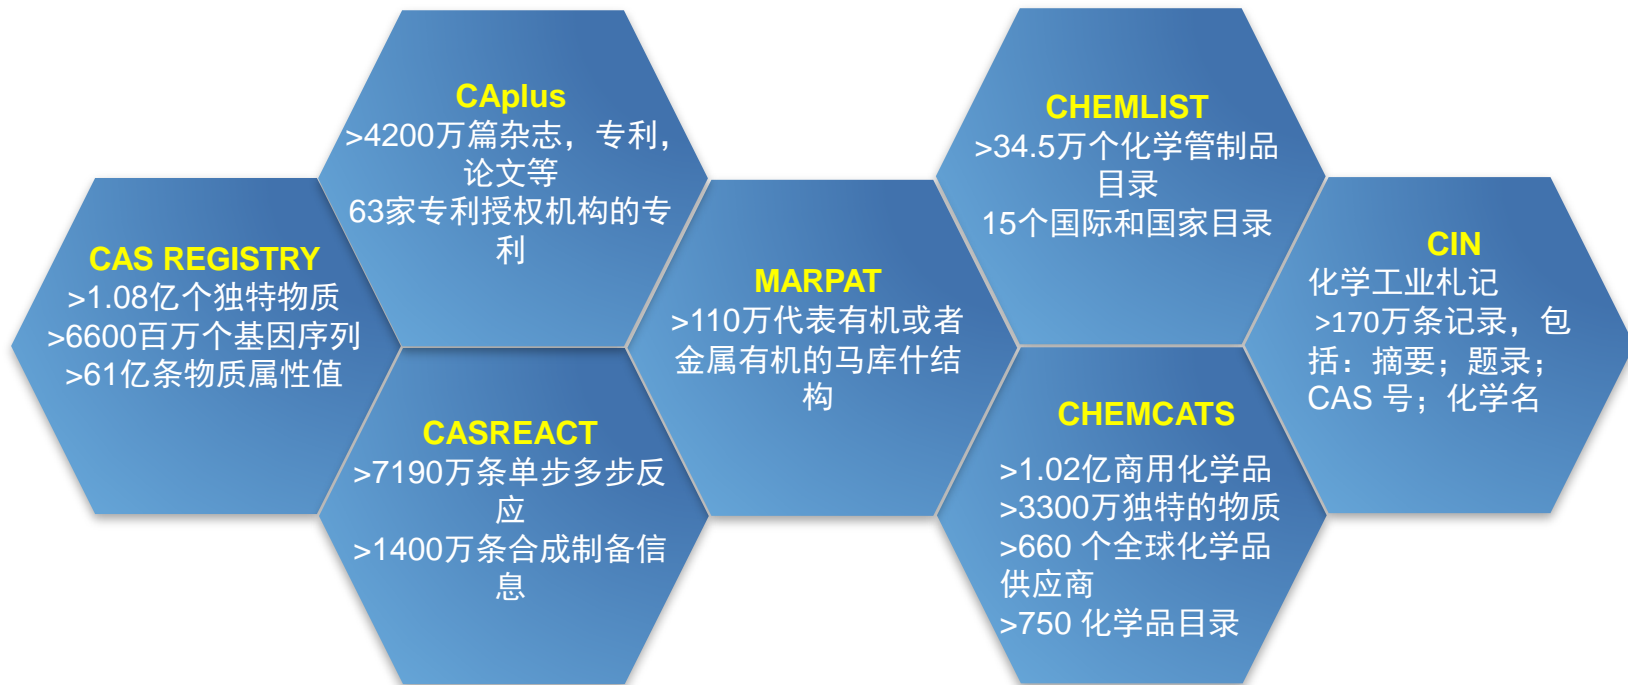 CAS REGISTRY
>1.08亿个独特物质
>6600百万个基因序列
>61亿条物质属性值
CAplus
>4200万篇杂志，专利，
论文等
63家专利授权机构的专
利
CASREACT
>7190万条单步多步反
应
>1400万条合成制备信
息
MARPAT
>110万代表有机或者
金属有机的马库什结
构
CHEMLIST
>34.5万个化学管制品
目录
15个国际和国家目录
CHEMCATS
>1.02亿商用化学品
>3300万独特的物质
>660 个全球化学品
供应商
>750 化学品目录
CIN
化学工业札记
>170万条记录，包
括：摘要；题录；
CAS 号；化学名